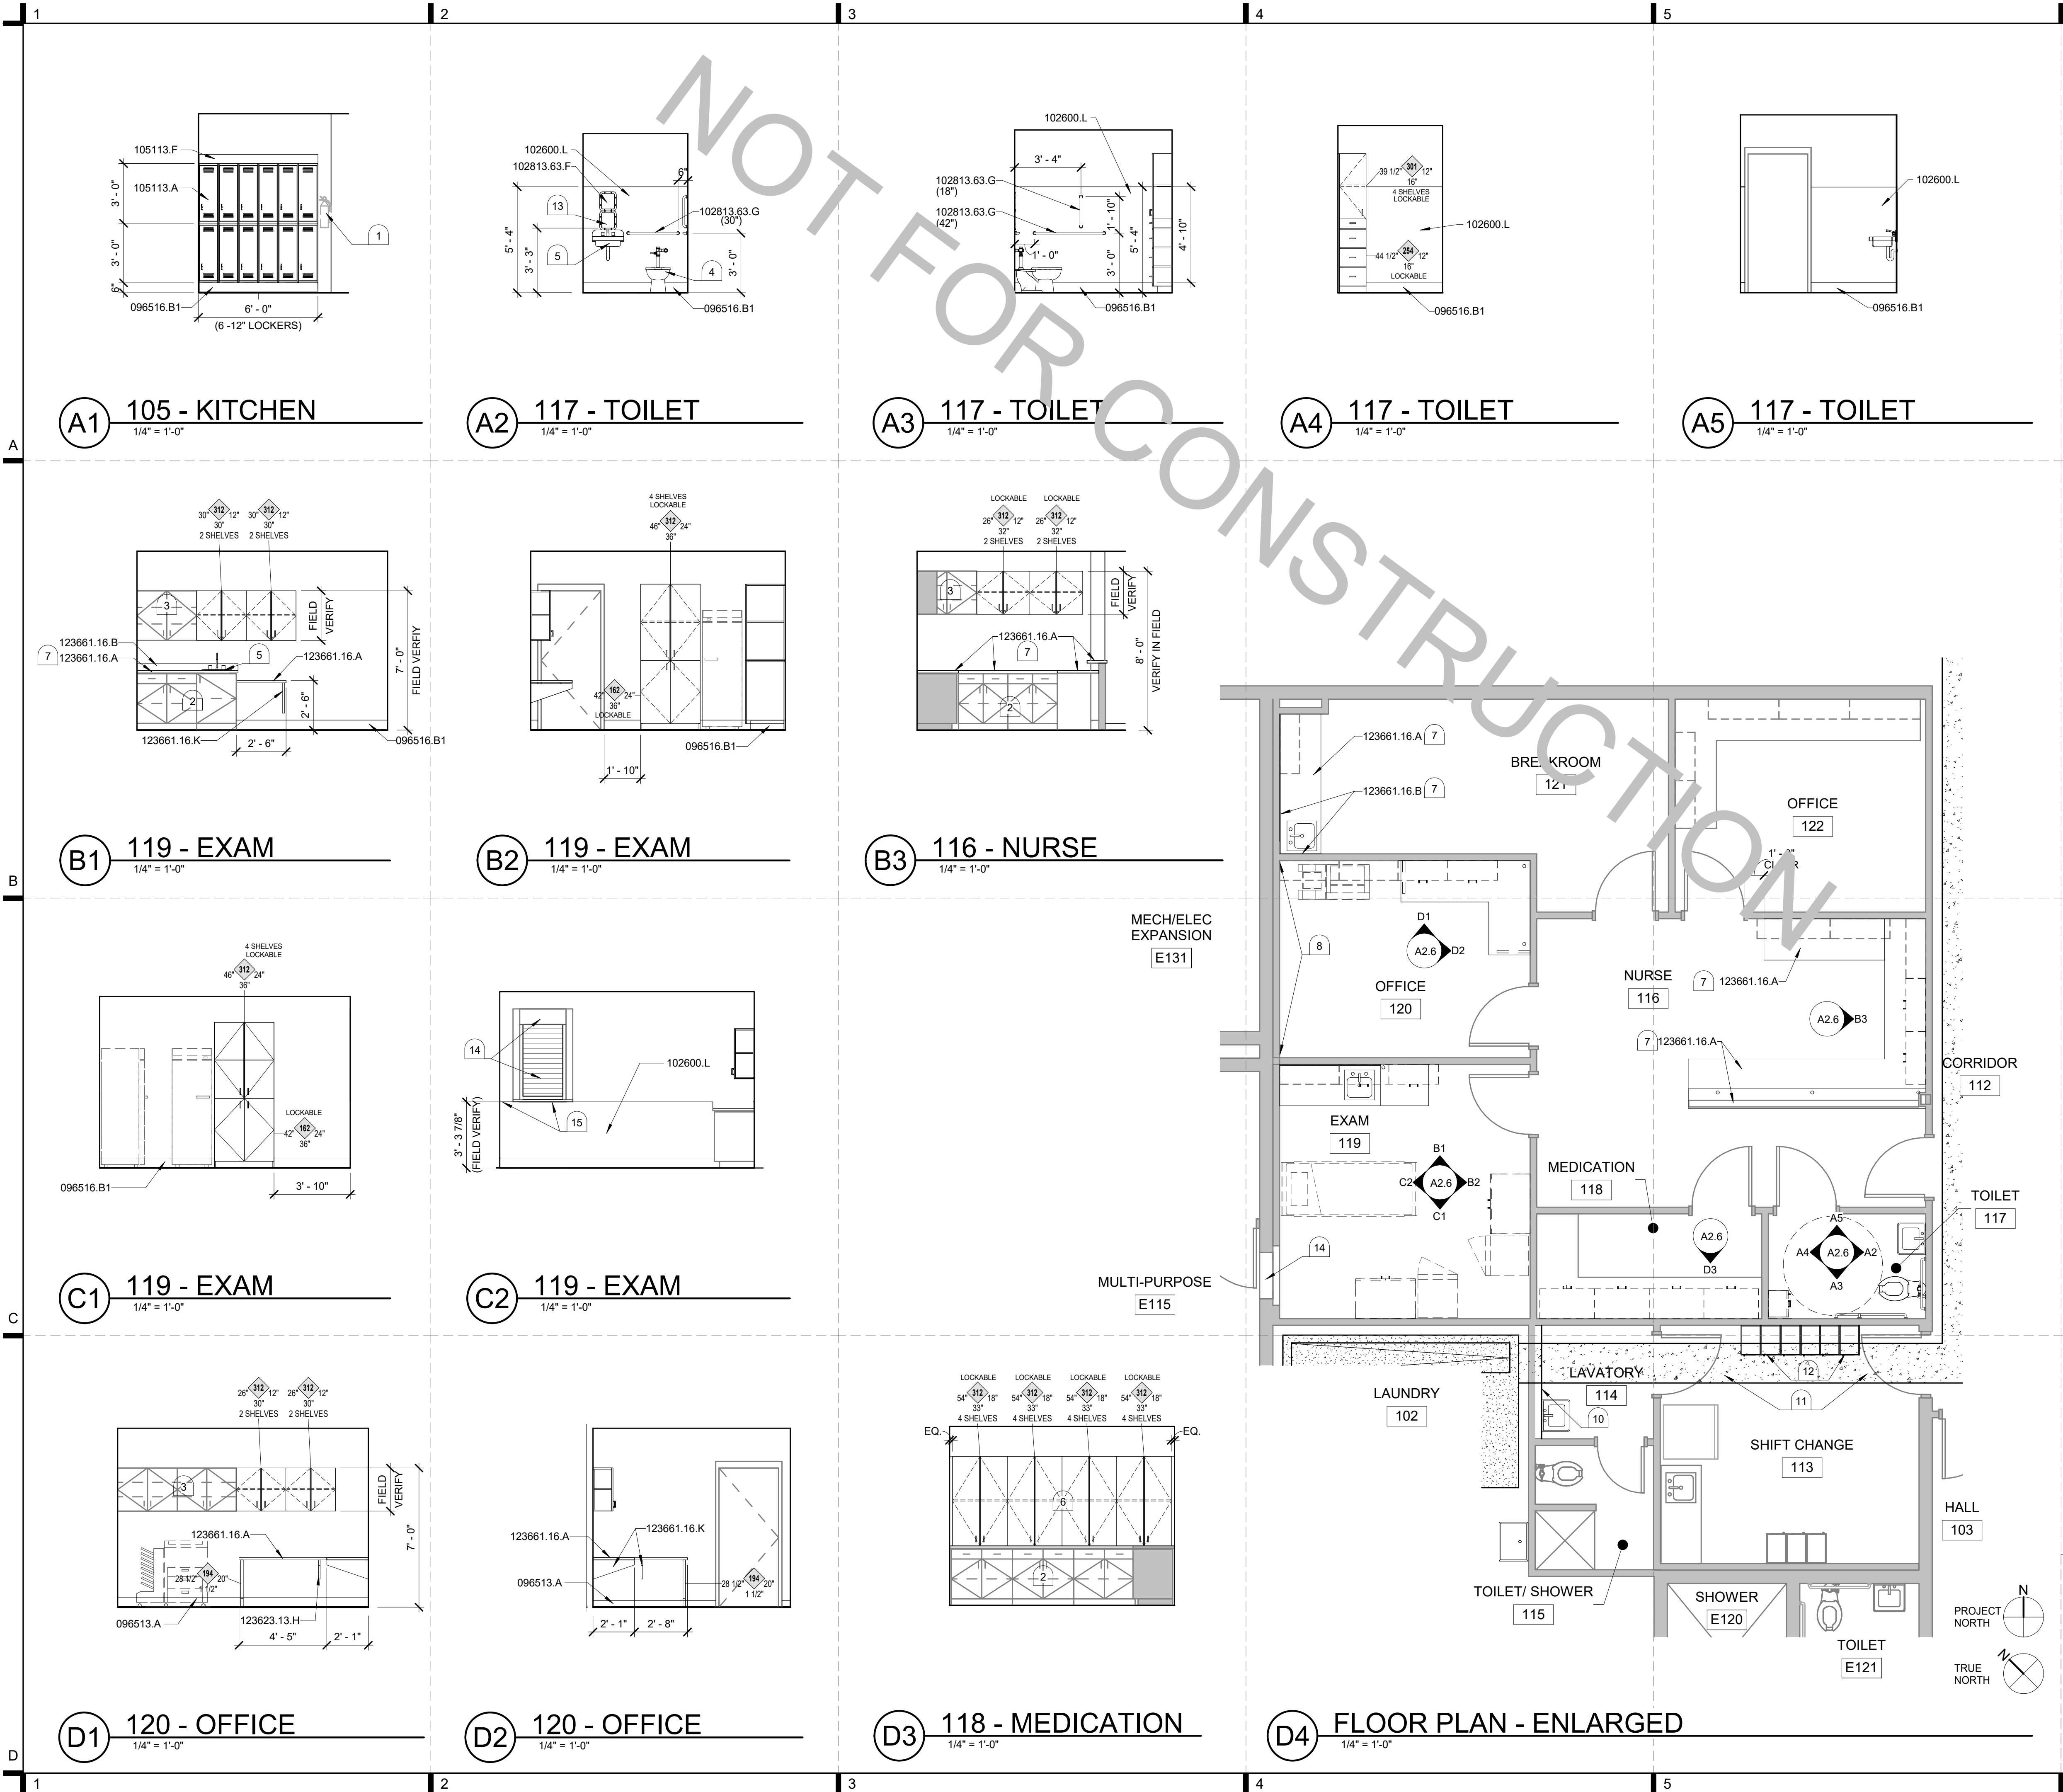 1
2
3
4
5
NOT FOR CONSTRUCTION
105113.F
105113.A
3' - 0"
3' - 0"
6"
1
096516.B1
6' - 0"
(6 -12" LOCKERS)
A1
105 - KITCHEN
1/4" = 1'-0"
102600.L
102813.63.F
6"
13
102813.63.G
(30")
5' - 4"
3' - 3"
5
4
3' - 0"
096516.B1
A2
117 - TOILET
1/4" = 1'-0"
102600.L
3' - 4"
102813.63.G
(18")
102813.63.G
(42")
1' - 10"
1' - 0"
3' - 0"
5' - 4"
4' - 10"
096516.B1
A3
117 - TOILET
1/4" = 1'-0"
39 1/2" 301 12"
16"
4 SHELVES
LOCKABLE
102600.L
44 1/2" 254 12"
16"
LOCKABLE
096516.B1
A4
117 - TOILET
1/4" = 1'-0"
102600.L
096516.B1
A5
117 - TOILET
1/4" = 1'-0"
A
30" 312 12" 30" 312 12"
30" 30"
2 SHELVES 2 SHELVES
3
FIELD
VERIFY
7' - 0"
FIELD VERFIY
123661.16.B
7 123661.16.A
5
123661.16.A
2
2' - 6"
123661.16.K
2' - 6"
096516.B1
B1
119 - EXAM
1/4" = 1'-0"
4 SHELVES
LOCKABLE
46" 312 24"
36"
42" 162 24"
36"
LOCKABLE
096516.B1
1' - 10"
B2
119 - EXAM
1/4" = 1'-0"
LOCKABLE LOCKABLE
26" 312 12" 26" 312 12"
32" 32"
2 SHELVES 2 SHELVES
3
FIELD
VERIFY
8' - 0"
VERIFY IN FIELD
123661.16.A
7
2
B3
116 - NURSE
1/4" = 1'-0"
B
4 SHELVES
LOCKABLE
46" 312 24"
36"
LOCKABLE
42" 162 24"
36"
096516.B1
3' - 10"
C1
119 - EXAM
1/4" = 1'-0"
14
102600.L
15
3' - 3 7/8"
(FIELD VERIFY)
C2
119 - EXAM
1/4" = 1'-0"
C
26" 312 12" 26" 312 12"
30" 30"
2 SHELVES 2 SHELVES
3
FIELD
VERIFY
7' - 0"
123661.16.A
28 1/2" 194 20"
1 1/2"
096513.A
123623.13.H
4' - 5"
2' - 1"
D1
120 - OFFICE
1/4" = 1'-0"
123661.16.A
123661.16.K
096513.A
28 1/2" 194 20"
1 1/2"
2' - 1"
2' - 8"
D2
120 - OFFICE
1/4" = 1'-0"
LOCKABLE LOCKABLE LOCKABLE LOCKABLE
54" 312 18" 54" 312 18" 54" 312 18" 54" 312 18"
33" 33" 33" 33"
4 SHELVES 4 SHELVES 4 SHELVES 4 SHELVES
EQ. EQ.
6
2
D3
118 - MEDICATION
1/4" = 1'-0"
123661.16.A 7
123661.16.B 7
BREAKROOM
121
OFFICE
122
MECH/ELEC
EXPANSION
E131
8
D1
A2.6 D2
OFFICE
120
NURSE
116
7 123661.16.A
A2.6 B3
7 123661.16.A
CORRIDOR
112
EXAM
119
B1
C2 A2.6 B2
C1
MEDICATION
118
A2.6
D3
A5
A4 A2.6 A2
A3
TOILET
117
14
MULTI-PURPOSE
E115
LAUNDRY
102
LAVATORY
114
10
12
11
SHIFT CHANGE
113
HALL
103
TOILET/ SHOWER
115
SHOWER
E120
TOILET
E121
N
PROJECT
NORTH
N
TRUE
NORTH
D4
FLOOR PLAN - ENLARGED
1/4" = 1'-0"
D
1
2
3
4
5